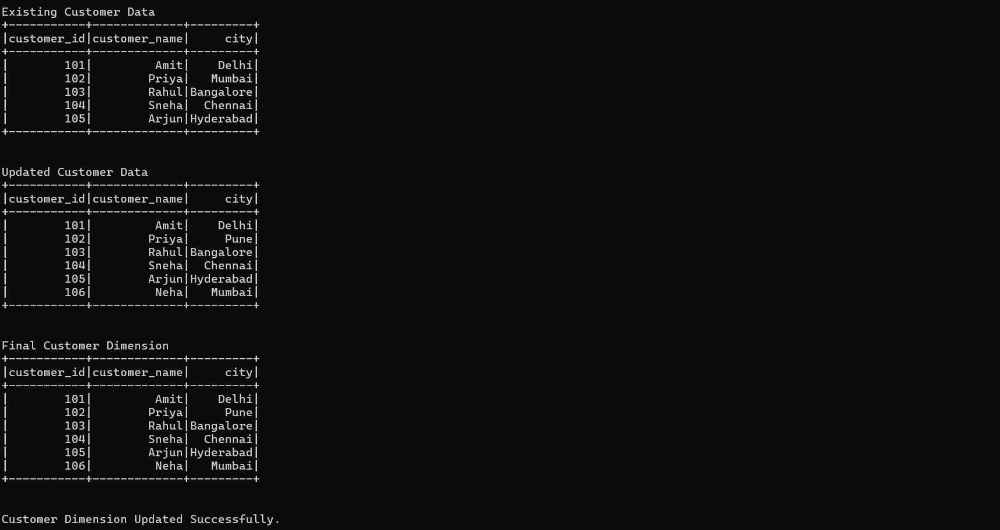 Existing Customer Data
+-----------+-------------+---------+
|customer_id|customer_name|     city|
+-----------+-------------+---------+
|        101|         Amit|    Delhi|
|        102|        Priya|   Mumbai|
|        103|        Rahul|Bangalore|
|        104|        Sneha|  Chennai|
|        105|        Arjun|Hyderabad|
+-----------+-------------+---------+
Updated Customer Data
+-----------+-------------+---------+
|customer_id|customer_name|     city|
+-----------+-------------+---------+
|        101|         Amit|    Delhi|
|        102|        Priya|     Pune|
|        103|        Rahul|Bangalore|
|        104|        Sneha|  Chennai|
|        105|        Arjun|Hyderabad|
|        106|         Neha|   Mumbai|
+-----------+-------------+---------+
Final Customer Dimension
+-----------+-------------+---------+
|customer_id|customer_name|     city|
+-----------+-------------+---------+
|        101|         Amit|    Delhi|
|        102|        Priya|     Pune|
|        103|        Rahul|Bangalore|
|        104|        Sneha|  Chennai|
|        105|        Arjun|Hyderabad|
|        106|         Neha|   Mumbai|
+-----------+-------------+---------+
Customer Dimension Updated Successfully.